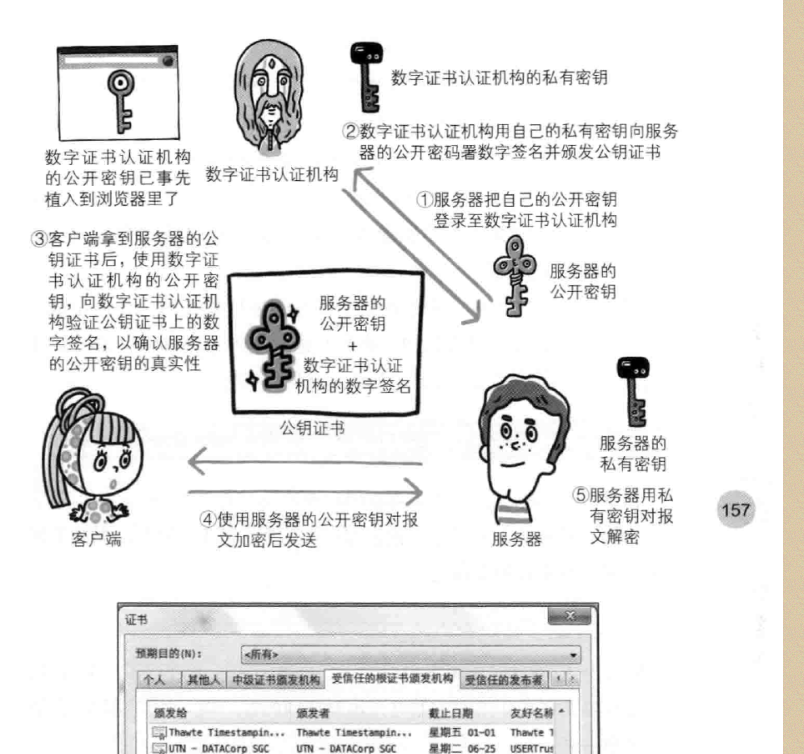 数字证书认证机构
的公开密钥已事先
植入到浏览器里了
数字证书认证机构
数字证书认证机构的私有密钥
②数字证书认证机构用自己的私有密钥向服务
器的公开密码署数字签名并颁发公钥证书
①服务器把自己的公开密钥
登录至数字证书认证机构
服务器的
公开密钥
③客户端拿到服务器的公
钥证书后，使用数字证
书认证机构的公开密
钥，向数字证书认证机
构验证公钥证书上的数
字签名，以确认服务器
的公开密钥的真实性
服务器的
公开密钥
+
数字证书认证
机构的数字签名
公钥证书
服务器的
私有密钥
④使用服务器的公开密钥对报
文加密后发送
⑤服务器用私
有密钥对报
文解密
客户端
服务器
157
证书
预期目的(N)：
<所有>
个人 其他人 中级证书颁发机构 受信任的根证书颁发机构 受信任的发布者
颁发给 颁发者 截止日期 友好名称
Thawte Timestampin... Thawte Timestampin... 星期五 01-01 Thawte T
UTN - DATACorp SGC UTN - DATACorp SGC 星期二 06-25 USERTrus